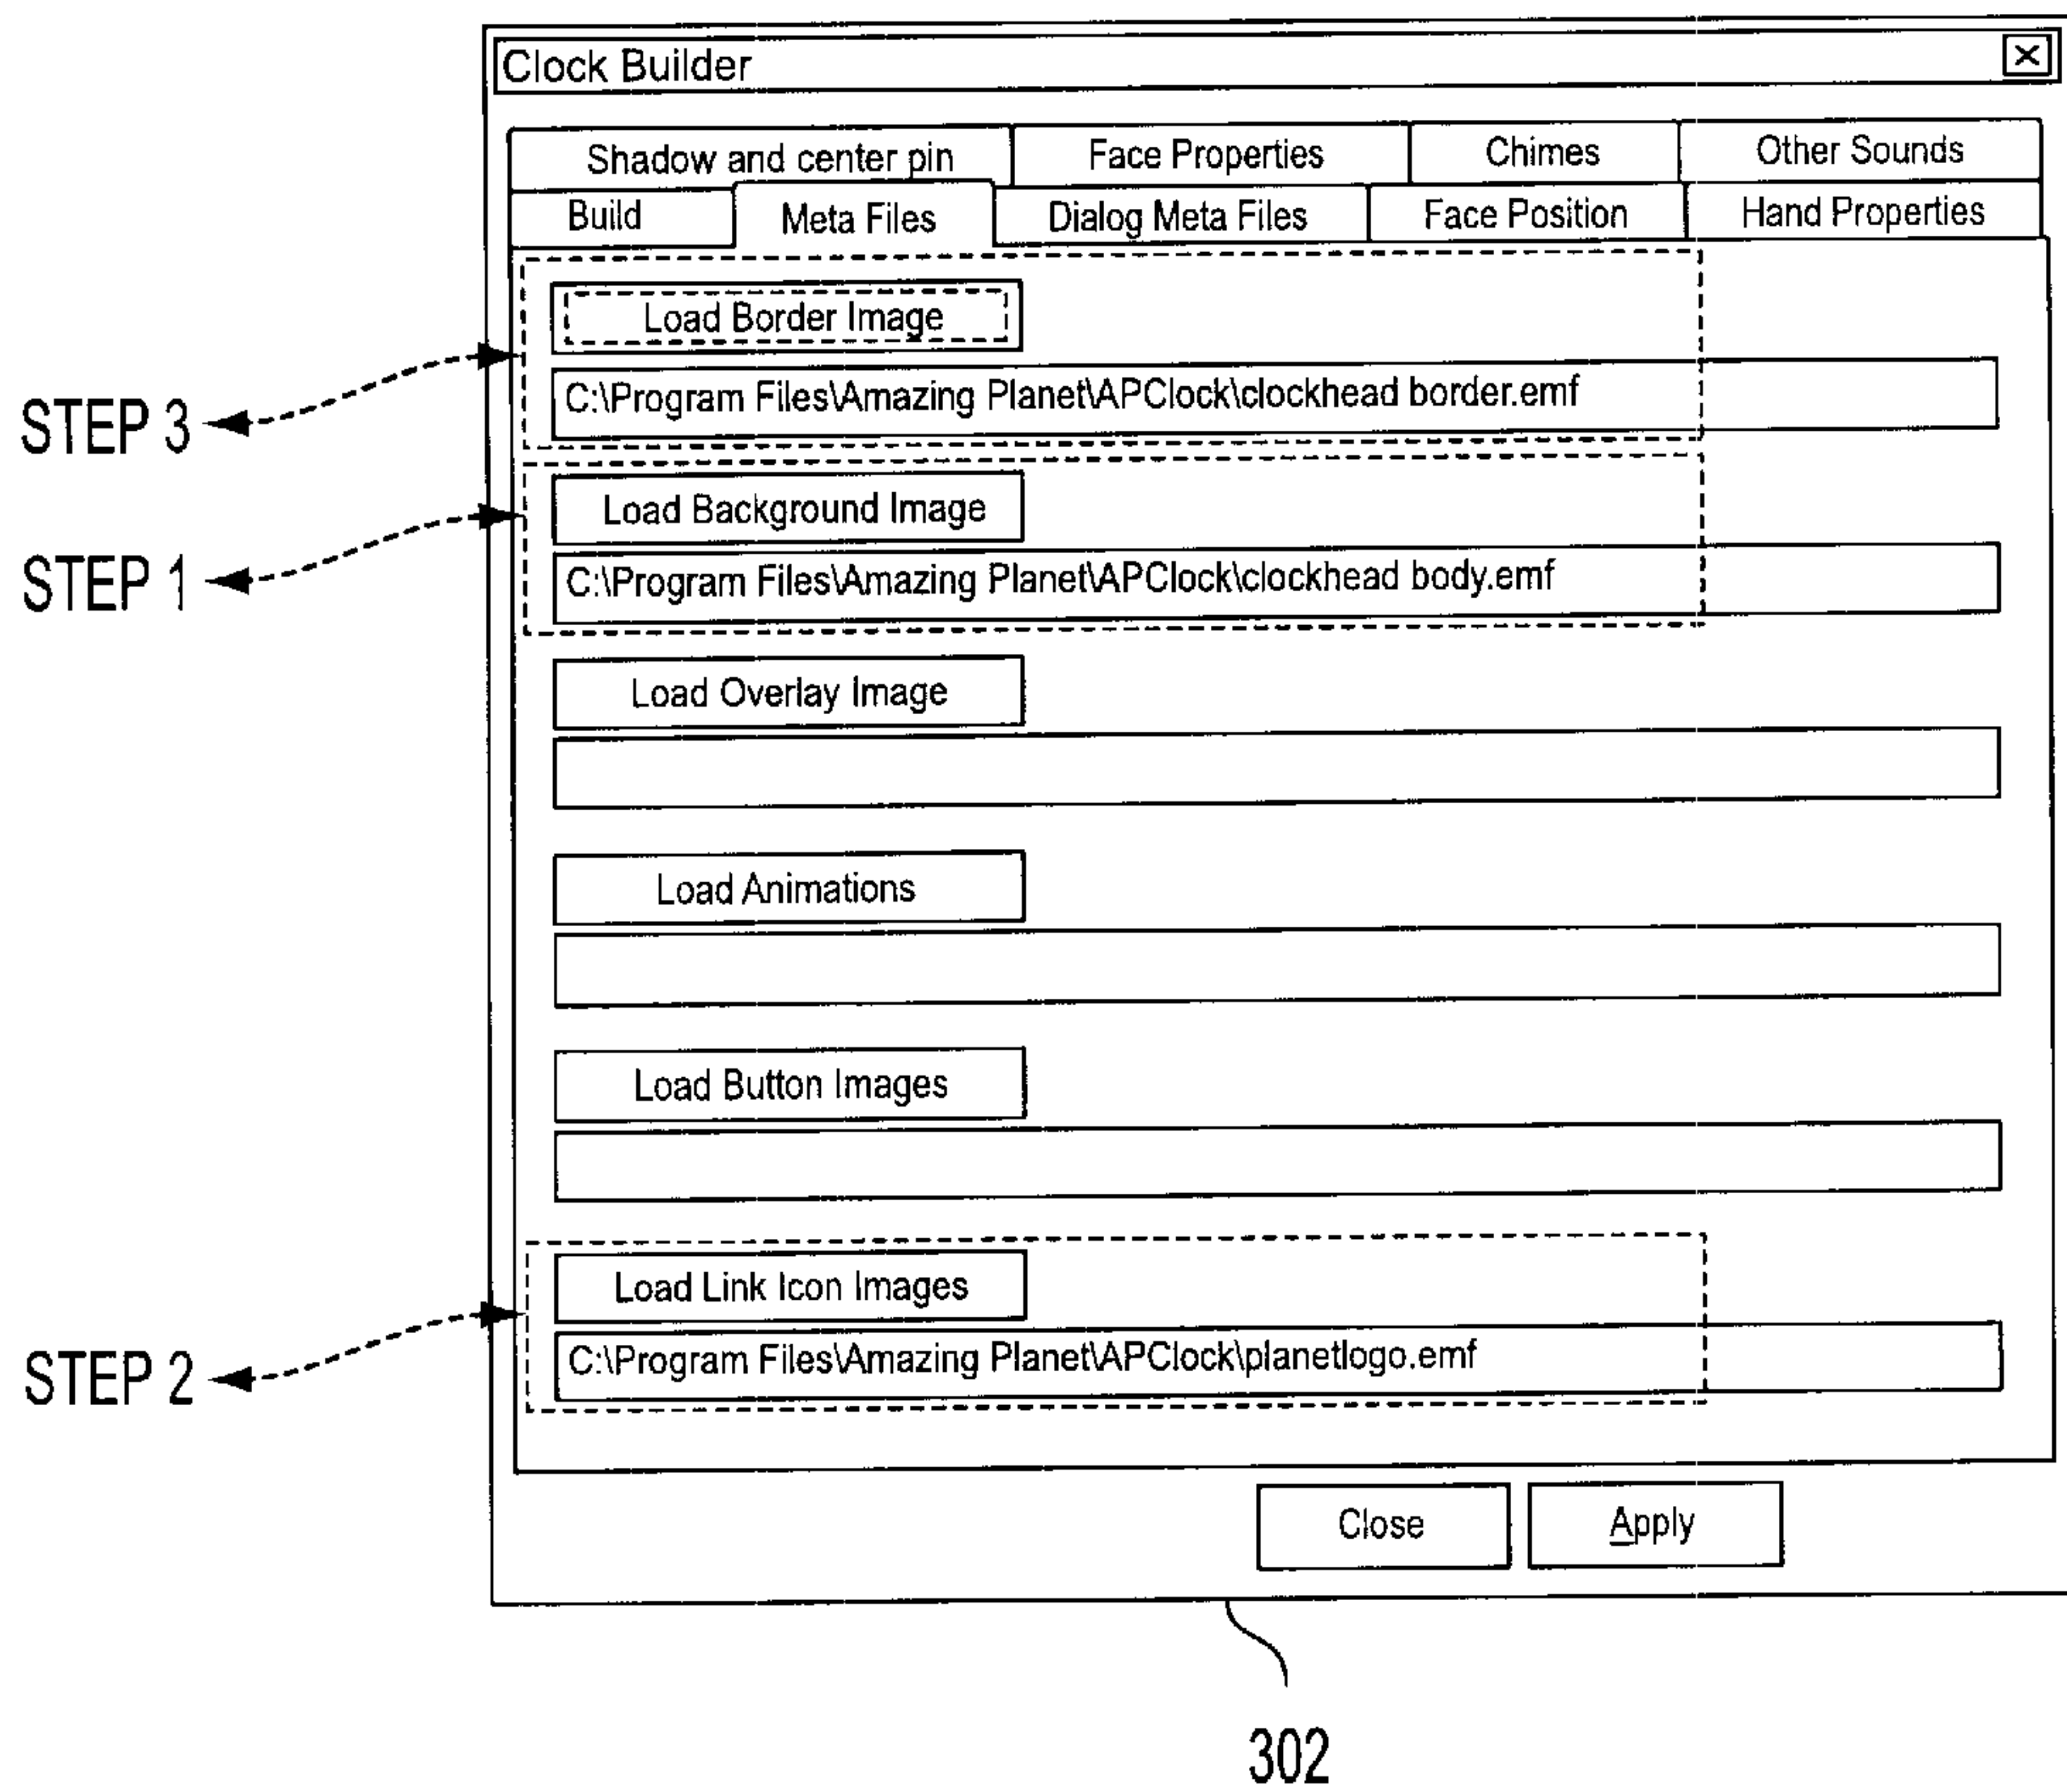 Clock Builder
Shadow and center pin
Face Properties
Chimes
Other Sounds
Build
Meta Files
Dialog Meta Files
Face Position
Hand Properties
Load Border Image
C:\Program Files\Amazing Planet\APClock\clockhead border.emf
STEP 3
Load Background Image
C:\Program Files\Amazing Planet\APClock\clockhead body.emf
STEP 1
Load Overlay Image
Load Animations
Load Button Images
Load Link Icon Images
C:\Program Files\Amazing Planet\APClock\planetlogo.emf
STEP 2
Close
Apply
302